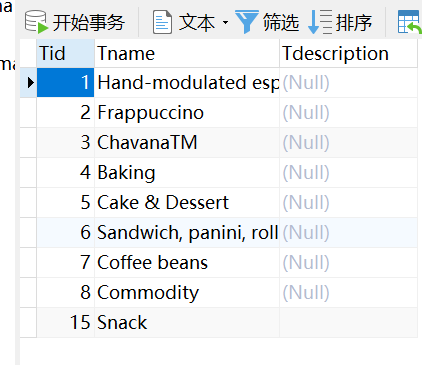 na
ma
开始事务 文本 筛选 排序
Tid Tname Tdescription
1 Hand-modulated esp (Null)
2 Frappuccino (Null)
3 ChavanaTM (Null)
4 Baking (Null)
5 Cake & Dessert (Null)
6 Sandwich, panini, roll (Null)
7 Coffee beans (Null)
8 Commodity (Null)
15 Snack